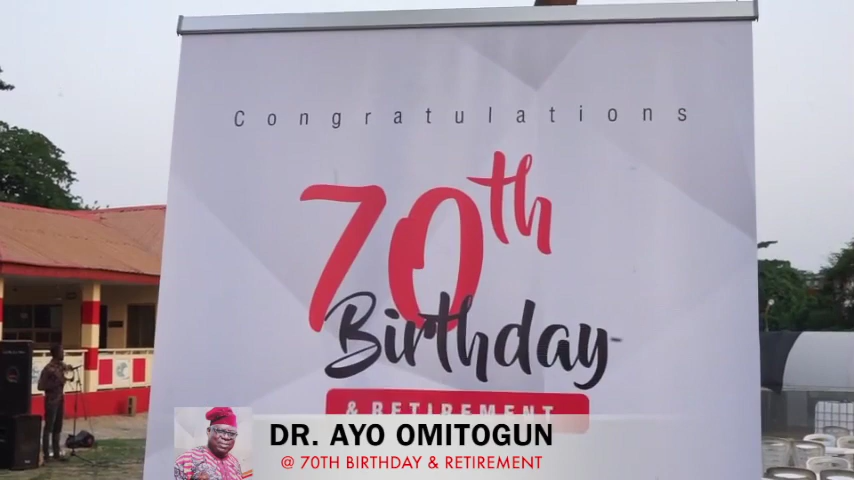 Congratulations
70th
Birthday
& RETIREMENT
DR. AYO OMITOGUN
@ 70TH BIRTHDAY & RETIREMENT